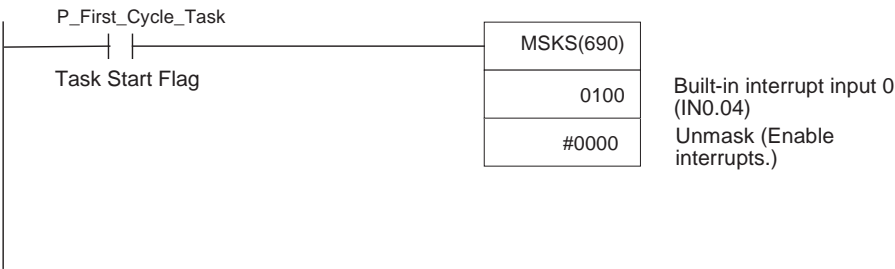 P_First_Cycle_Task
Task Start Flag
MSKS(690)
0100
Built-in interrupt input 0
(IN0.04)
#0000
Unmask (Enable
interrupts.)